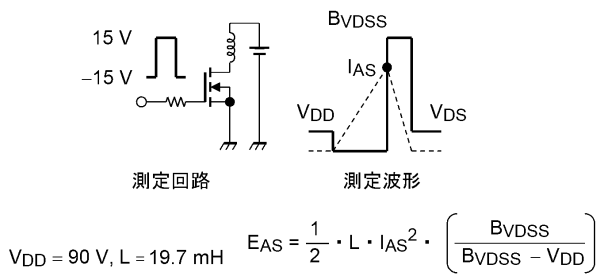 15 V
−15 V
測定回路
BVDSS
IAS
VDD
VDS
測定波形
VDD = 90 V, L = 19.7 mH
EAS = 1/2 ・ L ・ IAS² ・ (BVDSS / (BVDSS − VDD))